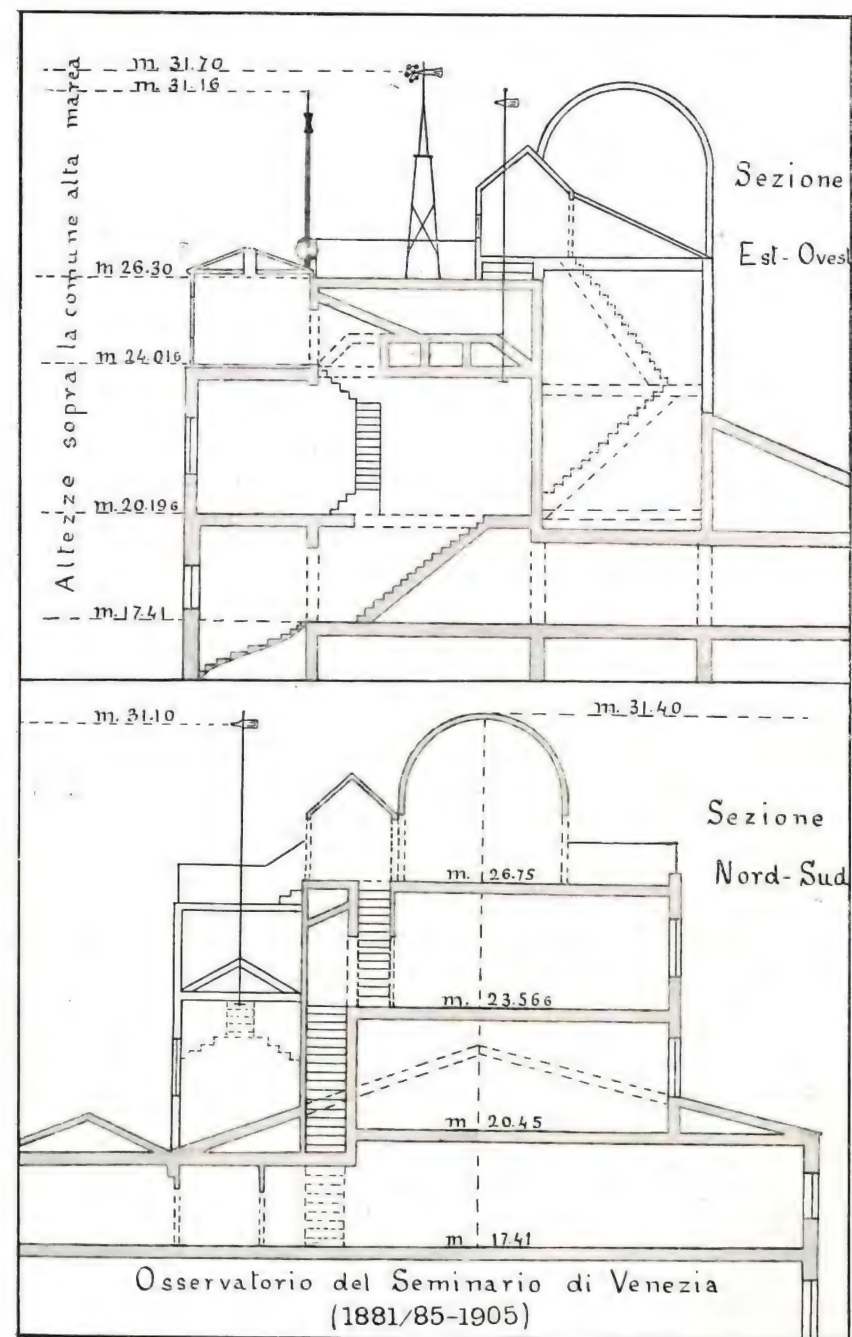 m. 31.70
m. 31.16
Altezze sopra la comune alta marea
Sezione
Est-Ovest
m 26.30
m 24.016
m. 20.196
m. 17.41
m. 31.10
m. 31.40
Sezione
Nord-Sud
m. 26.75
m. 23.566
m 20.45
m 17.41
Osservatorio del Seminario di Venezia
(1881/85-1905)